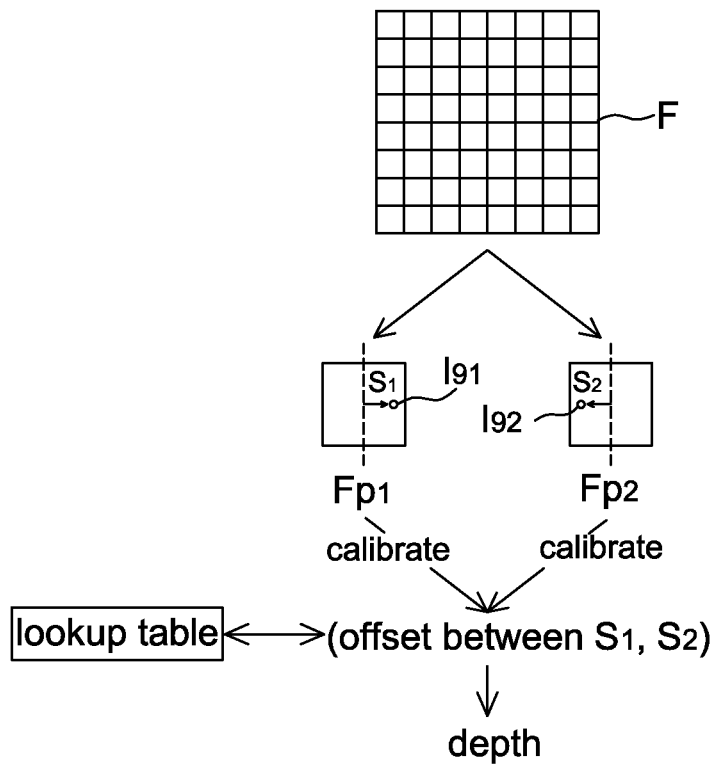 F
S1
I91
S2
I92
Fp1
Fp2
calibrate
calibrate
lookup table
(offset between S1, S2)
depth